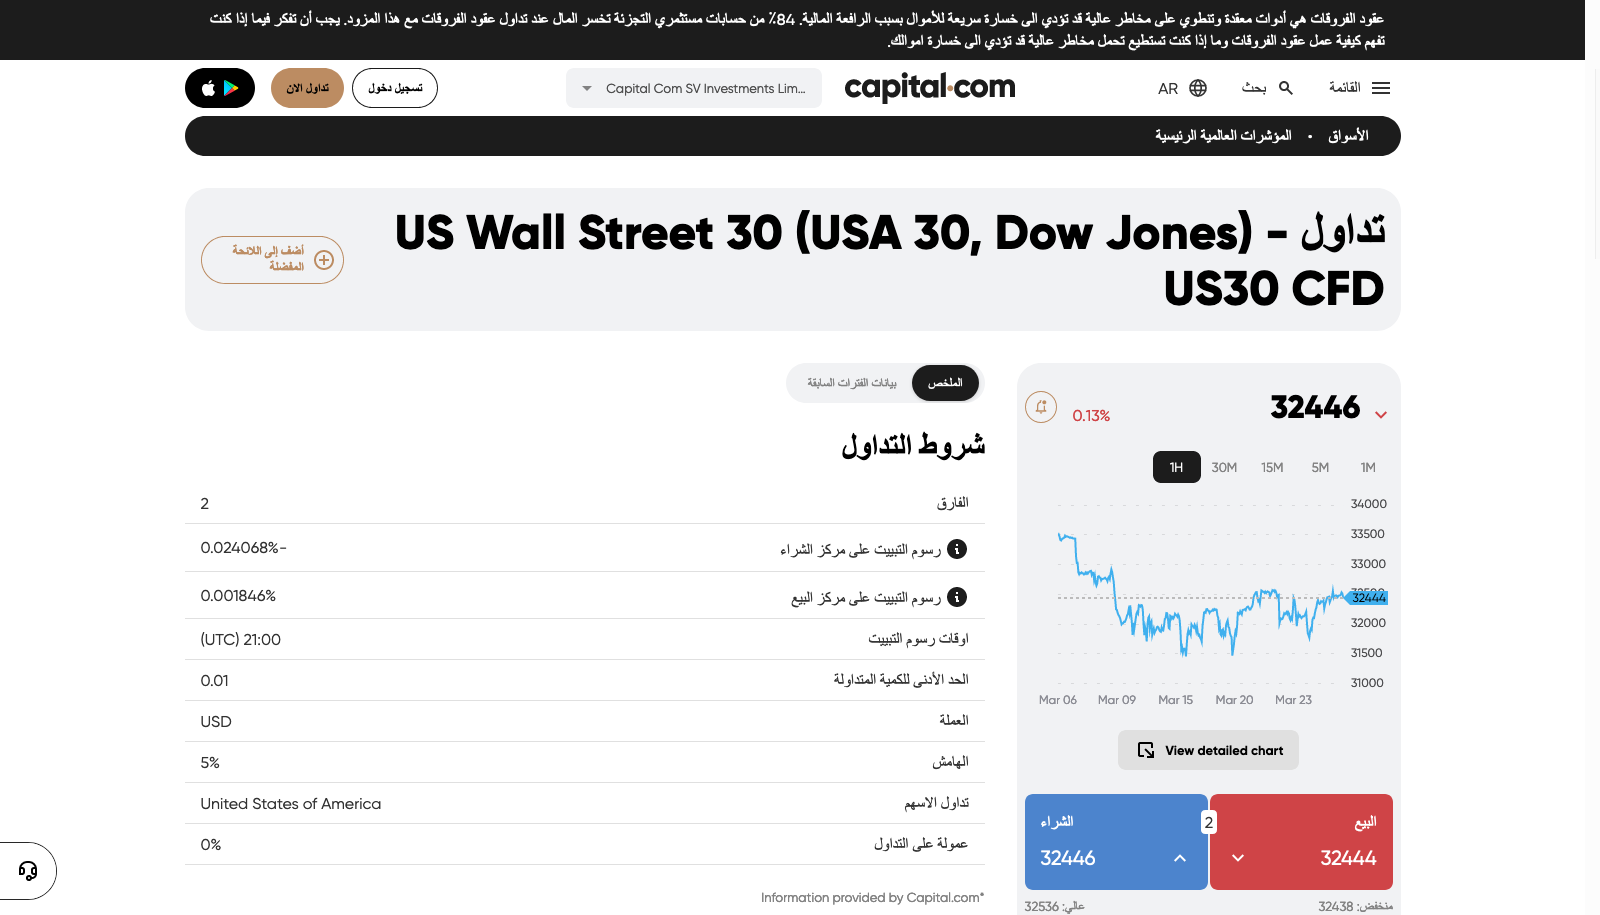 عقود الفروقات هي أدوات معقدة وتنطوي على مخاطر عالية قد تؤدي الى خسارة سريعة للأموال بسبب الرافعة المالية. 84٪ من حسابات مستثمري التجزئة تخسر المال عند تداول عقود الفروقات مع هذا المزود. يجب أن تفكر فيما إذا كنت
تفهم كيفية عمل عقود الفروقات وما إذا كنت تستطيع تحمل مخاطر عالية قد تؤدي الى خسارة اموالك.
القائمة
بحث
AR
capital.com
Capital Com SV Investments Lim...
تسجيل دخول
تداول الان
الأسواق • المؤشرات العالمية الرئيسية
تداول - US Wall Street 30 (USA 30, Dow Jones)
US30 CFD
أضف إلى اللائحة
المفضلة
32446
0.13%
1H 30M 15M 5M 1M
34000
33500
33000
32444
32000
31500
31000
Mar 06 Mar 09 Mar 15 Mar 20 Mar 23
View detailed chart
البيع
32444
2
الشراء
32446
منخفض: 32438
عالي: 32536
الملخص
بيانات الفترات السابقة
شروط التداول
الفارق 2
رسوم التبييت على مركز الشراء -0.024068%
رسوم التبييت على مركز البيع 0.001846%
اوقات رسوم التبييت 21:00 (UTC)
الحد الأدنى للكمية المتداولة 0.01
العملة USD
الهامش 5%
تداول الاسهم United States of America
عمولة على التداول 0%
Information provided by Capital.com*